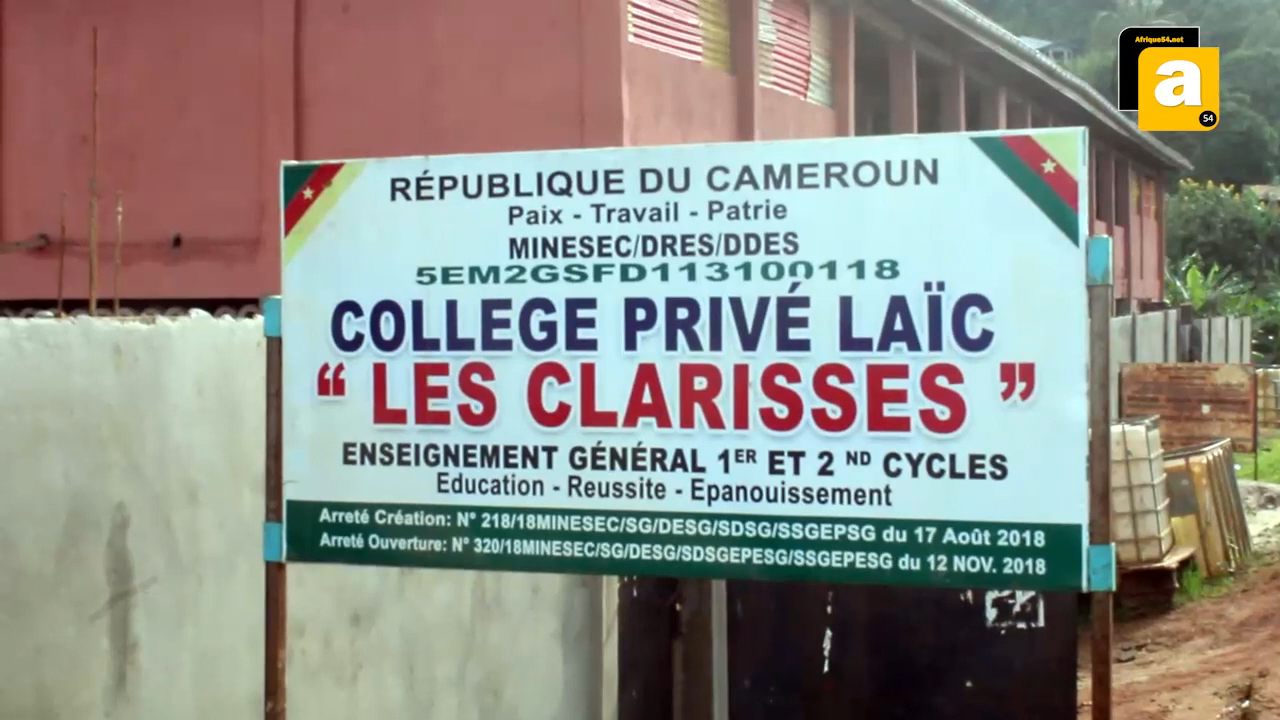 Afrique54.net
a
54
RÉPUBLIQUE DU CAMEROUN
Paix - Travail - Patrie
MINESEC/DRES/DDES
5EM2GSFD113100118
COLLEGE PRIVÉ LAÏC
“ LES CLARISSES ”
ENSEIGNEMENT GÉNÉRAL 1ER ET 2 ND CYCLES
Education - Reussite - Epanouissement
Arreté Création: N° 218/18MINESEC/SG/DESG/SDSG/SSGEPSG du 17 Août 2018
Arreté Ouverture: N° 320/18MINESEC/SG/DESG/SDSGEPESG/SSGEPESG du 12 NOV. 2018